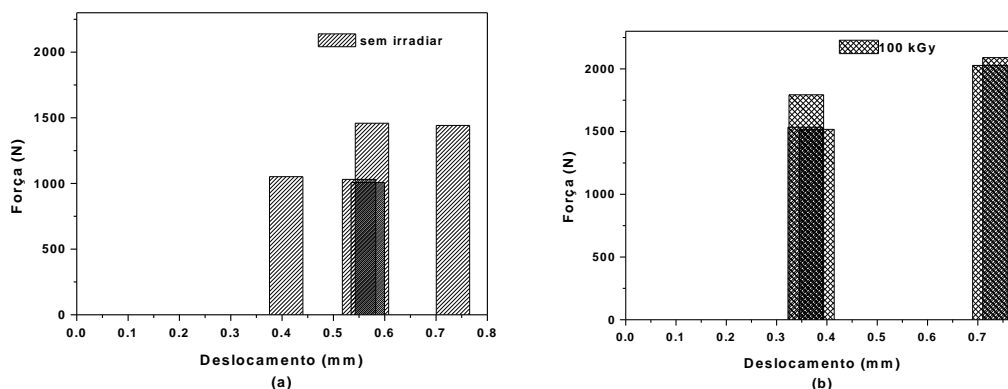 sem irradiar
2000
1500
1000
500
0
0.0 0.1 0.2 0.3 0.4 0.5 0.6 0.7 0.8
Força (N)
Deslocamento (mm)
(a)
100 kGy
2000
1500
1000
500
0
0.0 0.1 0.2 0.3 0.4 0.5 0.6 0.7
Força (N)
Deslocamento (mm)
(b)